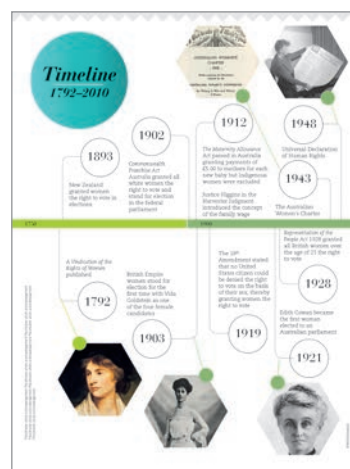 Timeline
1792–2010
1912
1948
1902
The Maternity Allowance
Act passed in Australia
granting payments of
£5.00 to mothers for each
new baby but Indigenous
women were excluded
Justice Higgins in the
Harvester Judgment
introduced the concept
of the family wage
Universal Declaration
of Human Rights
1893
Commonwealth
Franchise Act
Australia granted all
white women the
right to vote and
stand for election
in the federal
parliament
1943
New Zealand
granted women
the right to vote in
elections
The Australian
Women's Charter
1900
Representation of the
People Act 1928 granted
all British women over
the age of 21 the right
to vote
A Vindication of the
Rights of Woman
published
British Empire
women stood for
election for the
first time with Vida
Goldstein as one
of the four female
candidates
The 19th
Amendment stated
that no United
States citizen could
be denied the right
to vote on the basis
of their sex, thereby
granting women the
right to vote
1928
1792
Edith Cowan became
the first woman
elected to an
Australian parliament
1903
1919
1921